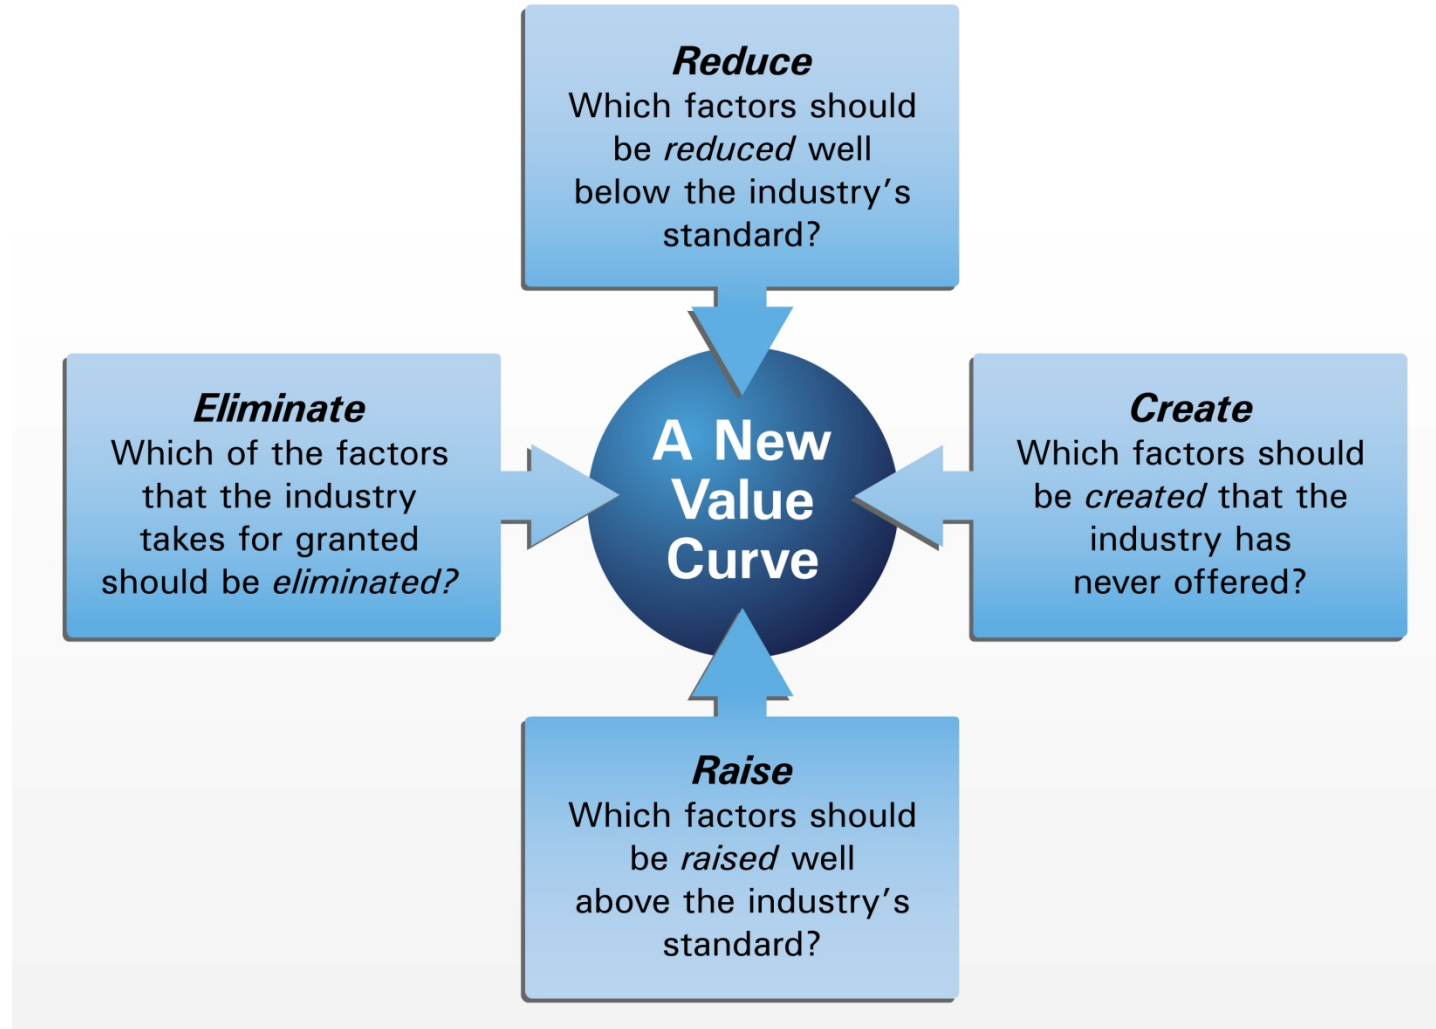 Reduce
Which factors should
be reduced well
below the industry’s
standard?
Eliminate
Which of the factors
that the industry
takes for granted
should be eliminated?
A New
Value
Curve
Create
Which factors should
be created that the
industry has
never offered?
Raise
Which factors should
be raised well
above the industry’s
standard?